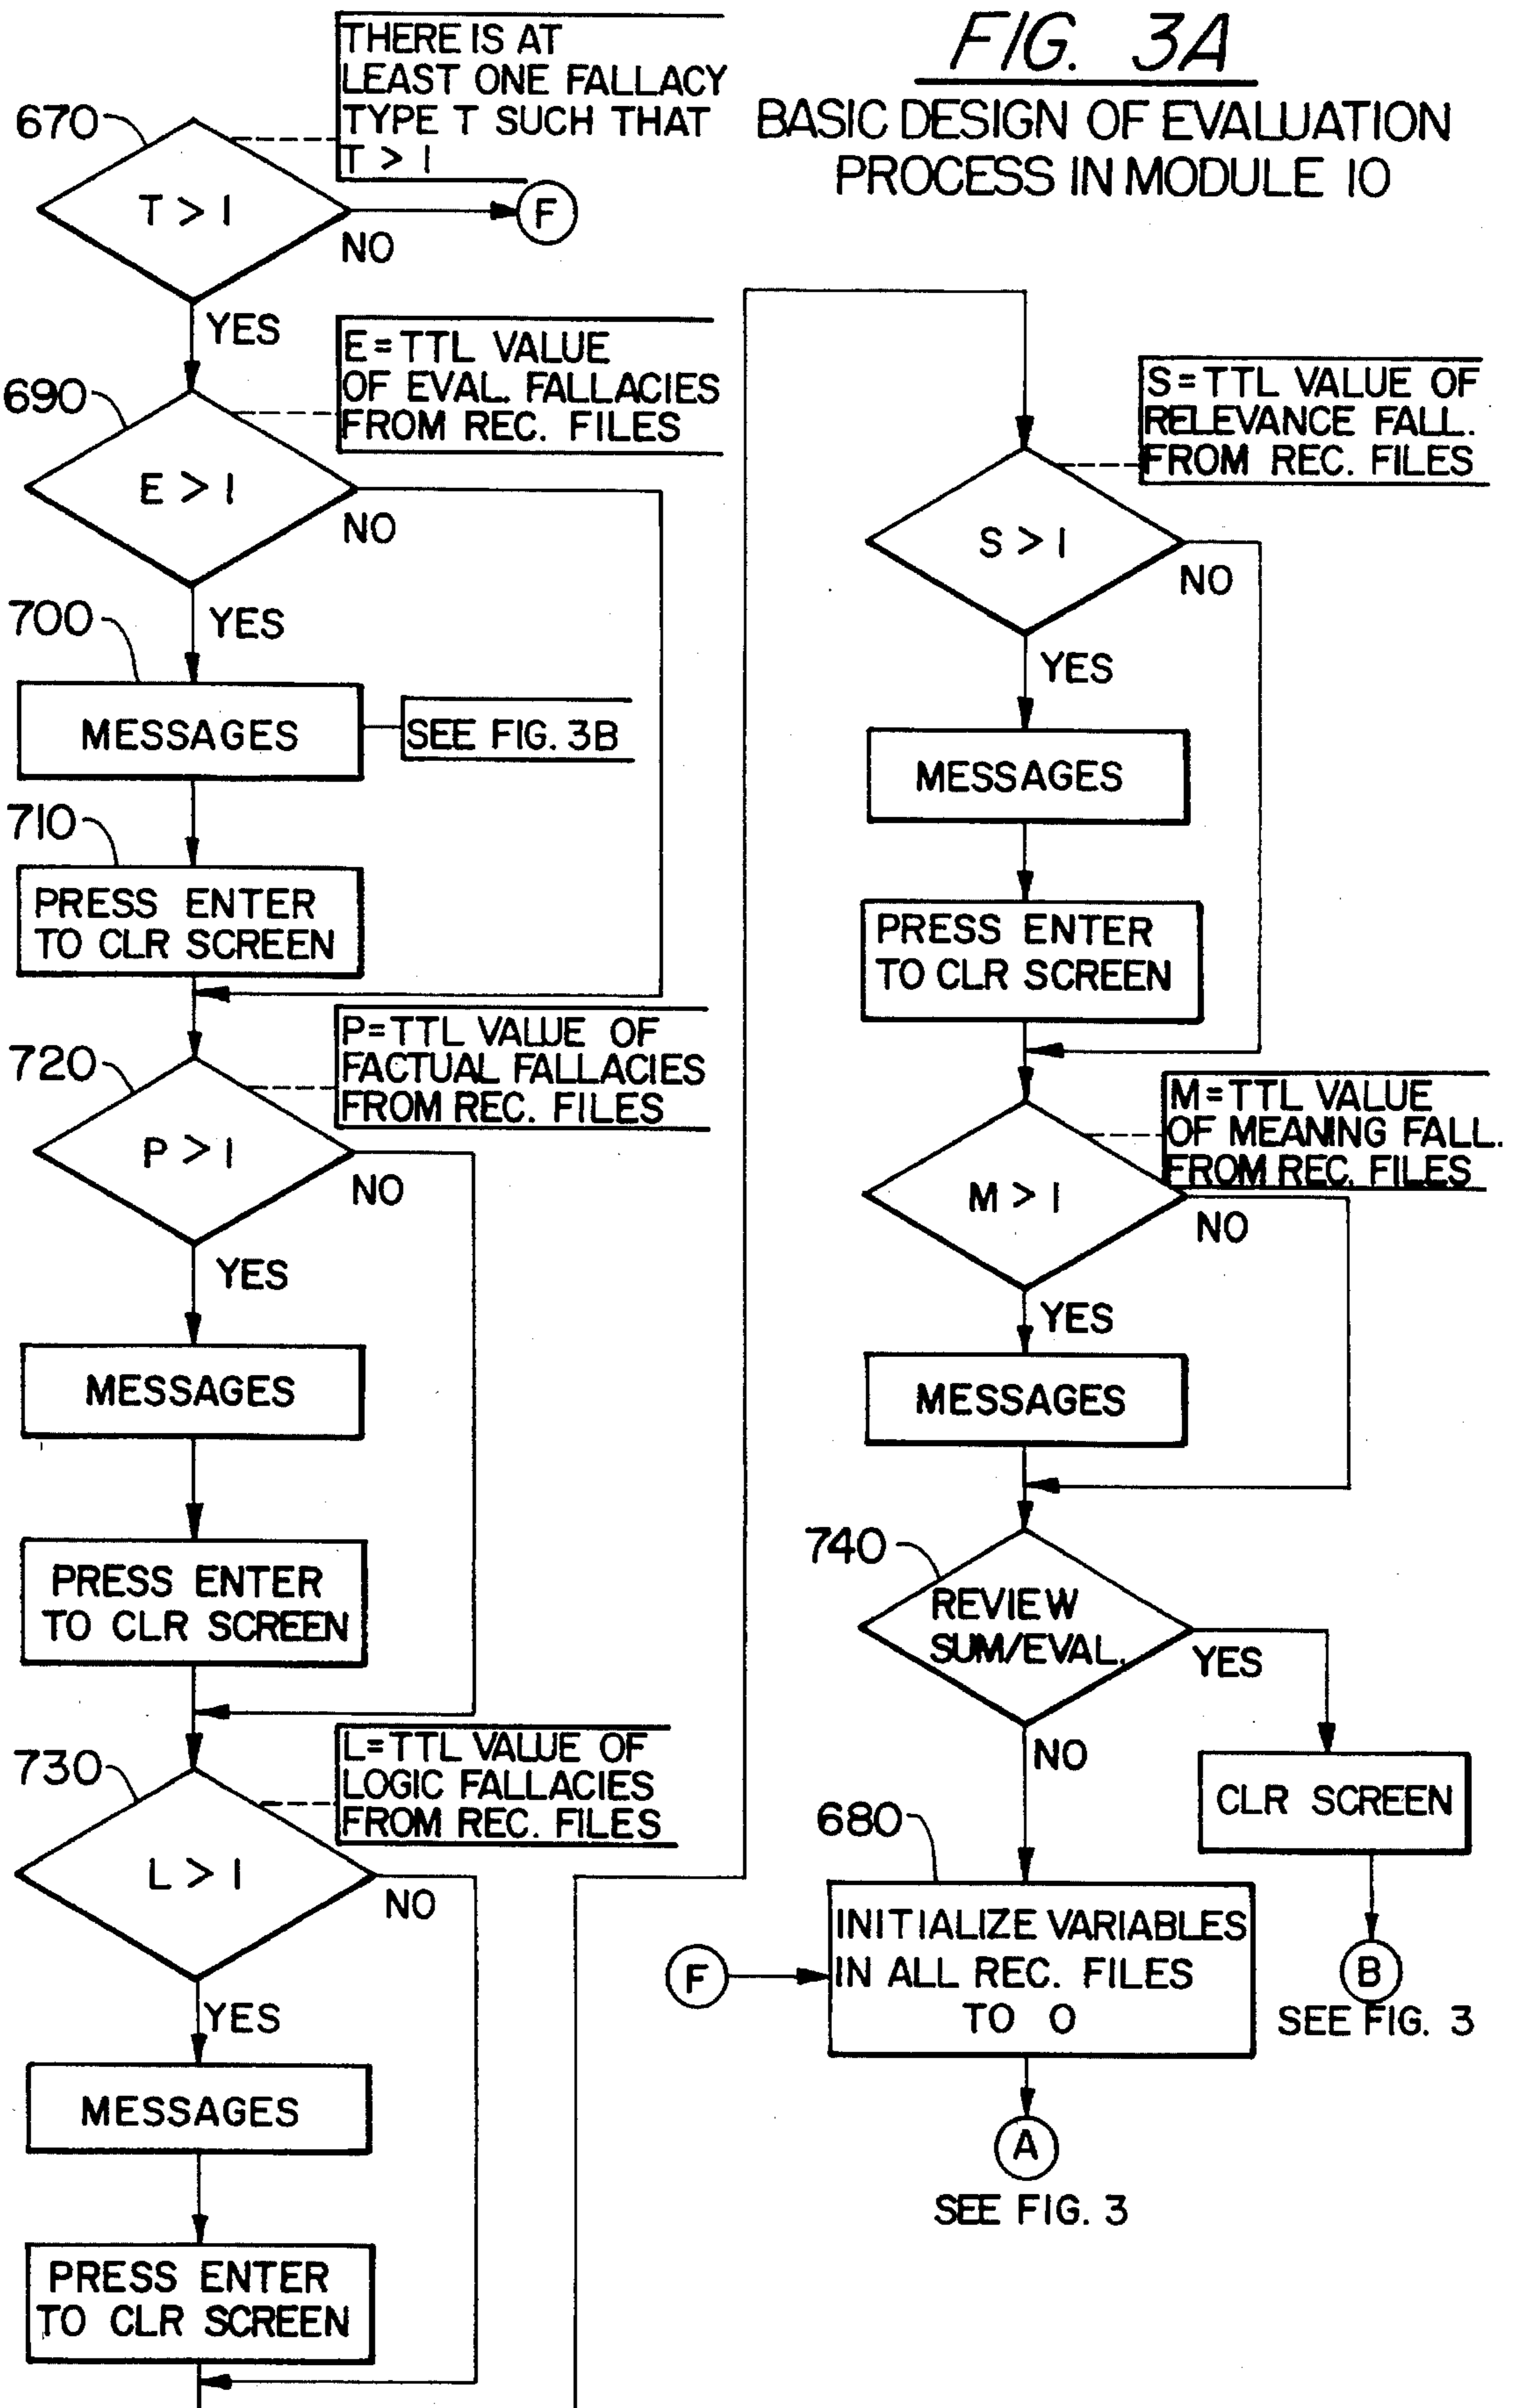 FIG. 3A
BASIC DESIGN OF EVALUATION
PROCESS IN MODULE 10
THERE IS AT
LEAST ONE FALLACY
TYPE T SUCH THAT
T > 1
670
T > 1
NO
F
YES
E=TTL VALUE
OF EVAL. FALLACIES
FROM REC. FILES
690
E > 1
NO
YES
700
MESSAGES
SEE FIG. 3B
710
PRESS ENTER
TO CLR SCREEN
P=TTL VALUE OF
FACTUAL FALLACIES
FROM REC. FILES
720
P > 1
NO
YES
MESSAGES
PRESS ENTER
TO CLR SCREEN
L=TTL VALUE OF
LOGIC FALLACIES
FROM REC. FILES
730
L > 1
NO
YES
MESSAGES
PRESS ENTER
TO CLR SCREEN
S=TTL VALUE OF
RELEVANCE FALL.
FROM REC. FILES
S > 1
NO
YES
MESSAGES
PRESS ENTER
TO CLR SCREEN
M=TTL VALUE
OF MEANING FALL.
FROM REC. FILES
M > 1
NO
YES
MESSAGES
740
REVIEW
SUM/EVAL.
YES
NO
CLR SCREEN
B
SEE FIG. 3
680
INITIALIZE VARIABLES
IN ALL REC. FILES
TO 0
F
A
SEE FIG. 3